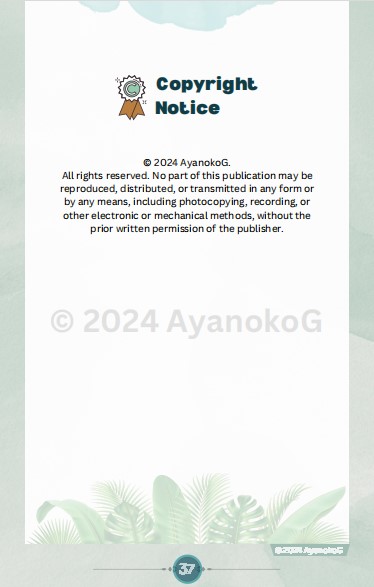 Copyright
Notice
© 2024 AyanokoG.
All rights reserved. No part of this publication may be
reproduced, distributed, or transmitted in any form or
by any means, including photocopying, recording, or
other electronic or mechanical methods, without the
prior written permission of the publisher.
© 2024 AyanokoG
©2024 AyanokoG
37